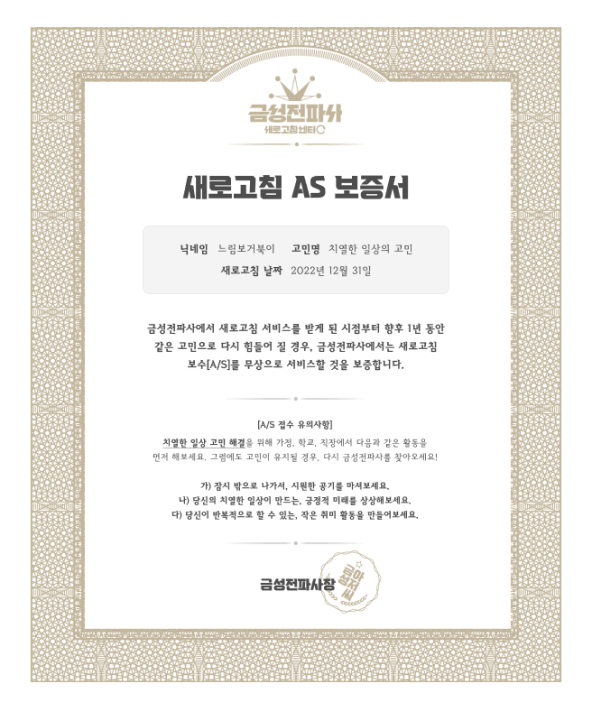 금성전파사
새로고침센터
새로고침 AS 보증서
닉네임 느림보거북이 고민명 치열한 일상의 고민
새로고침 날짜 2022년 12월 31일
금성전파사에서 새로고침 서비스를 받게 된 시점부터 향후 1년 동안
같은 고민으로 다시 힘들어 질 경우, 금성전파사에서는 새로고침
보수[A/S]를 무상으로 서비스할 것을 보증합니다.
[A/S 접수 유의사항]
치열한 일상 고민 해결을 위해 가정, 학교, 직장에서 다음과 같은 활동을
먼저 해보세요. 그럼에도 고민이 유지될 경우, 다시 금성전파사를 찾아오세요!
가) 잠시 밖으로 나가서, 시원한 공기를 마셔보세요.
나) 당신의 치열한 일상이 만드는, 긍정적 미래를 상상해보세요.
다) 당신이 반복적으로 할 수 있는, 작은 취미 활동을 만들어보세요.
금성전파사장
금성아저씨